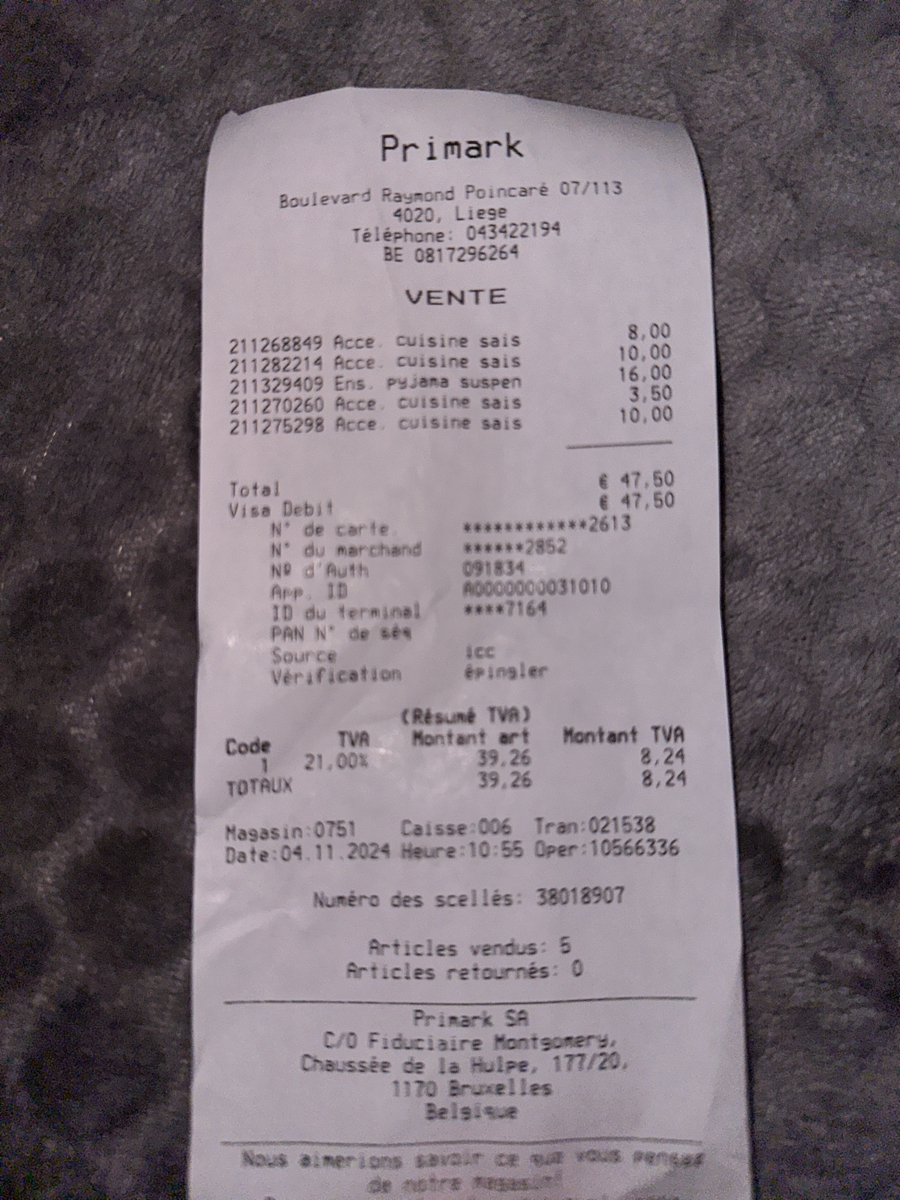 Primark
Boulevard Raymond Poincaré 07/113
4020, Liege
Téléphone: 043422194
BE 0817296264
VENTE
211268849 Acce. cuisine sais 8,00
211282214 Acce. cuisine sais 10,00
211329409 Ens. pyjama suspen 16,00
211270260 Acce. cuisine sais 3,50
211275298 Acce. cuisine sais 10,00
Total € 47,50
Visa Debit € 47,50
N° de carte. ************2613
N° du marchand ******2852
Nº d'Auth 091834
App. ID A0000000031010
ID du terminal ****7164
PAN N° de séq
Source icc
Vérification épingler
(Résumé TVA)
Code TVA Montant art Montant TVA
1 21,00% 39,26 8,24
TOTAUX 39,26 8,24
Magasin:0751 Caisse:006 Tran:021538
Date:04.11.2024 Heure:10:55 Oper:10566336
Numéro des scellés: 38018907
Articles vendus: 5
Articles retournés: 0
Primark SA
C/O Fiduciaire Montgomery,
Chaussée de la Hulpe, 177/20,
1170 Bruxelles
Belgique
Nous aimerions savoir ce que vous pensez
de notre magasin!